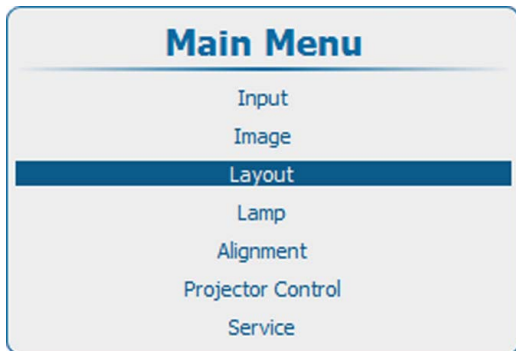 Main Menu
Input
Image
Layout
Lamp
Alignment
Projector Control
Service